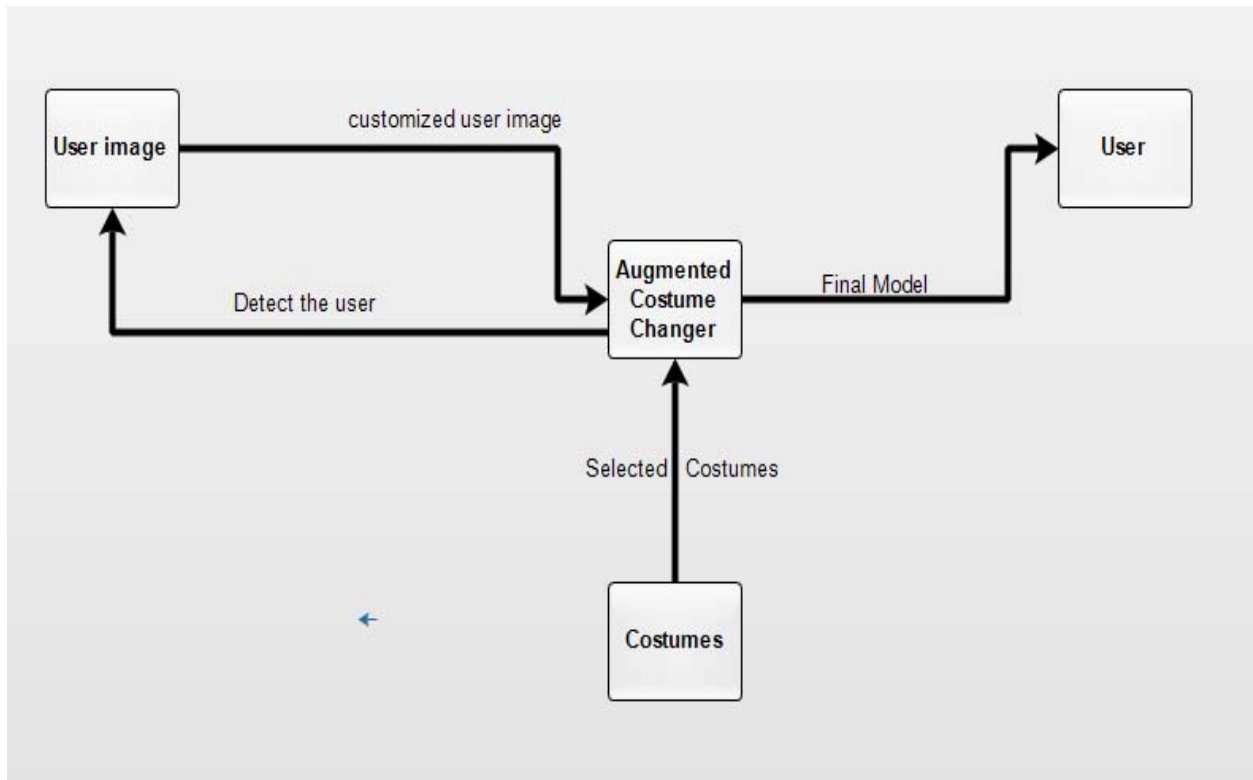 customized user image
User image
User
Detect the user
Augmented
Costume
Changer
Final Model
Selected Costumes
Costumes